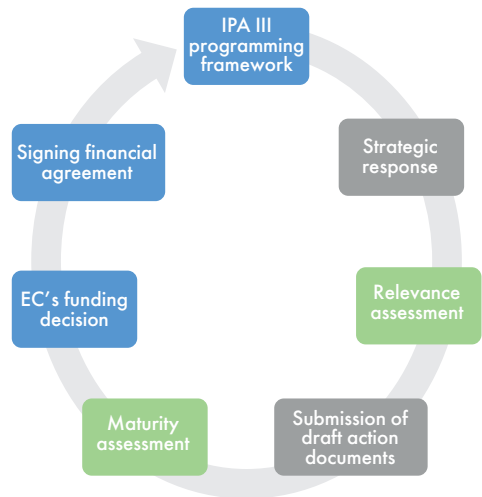 IPA III
programming
framework
Strategic
response
Relevance
assessment
Submission of
draft action
documents
Maturity
assessment
EC's funding
decision
Signing financial
agreement